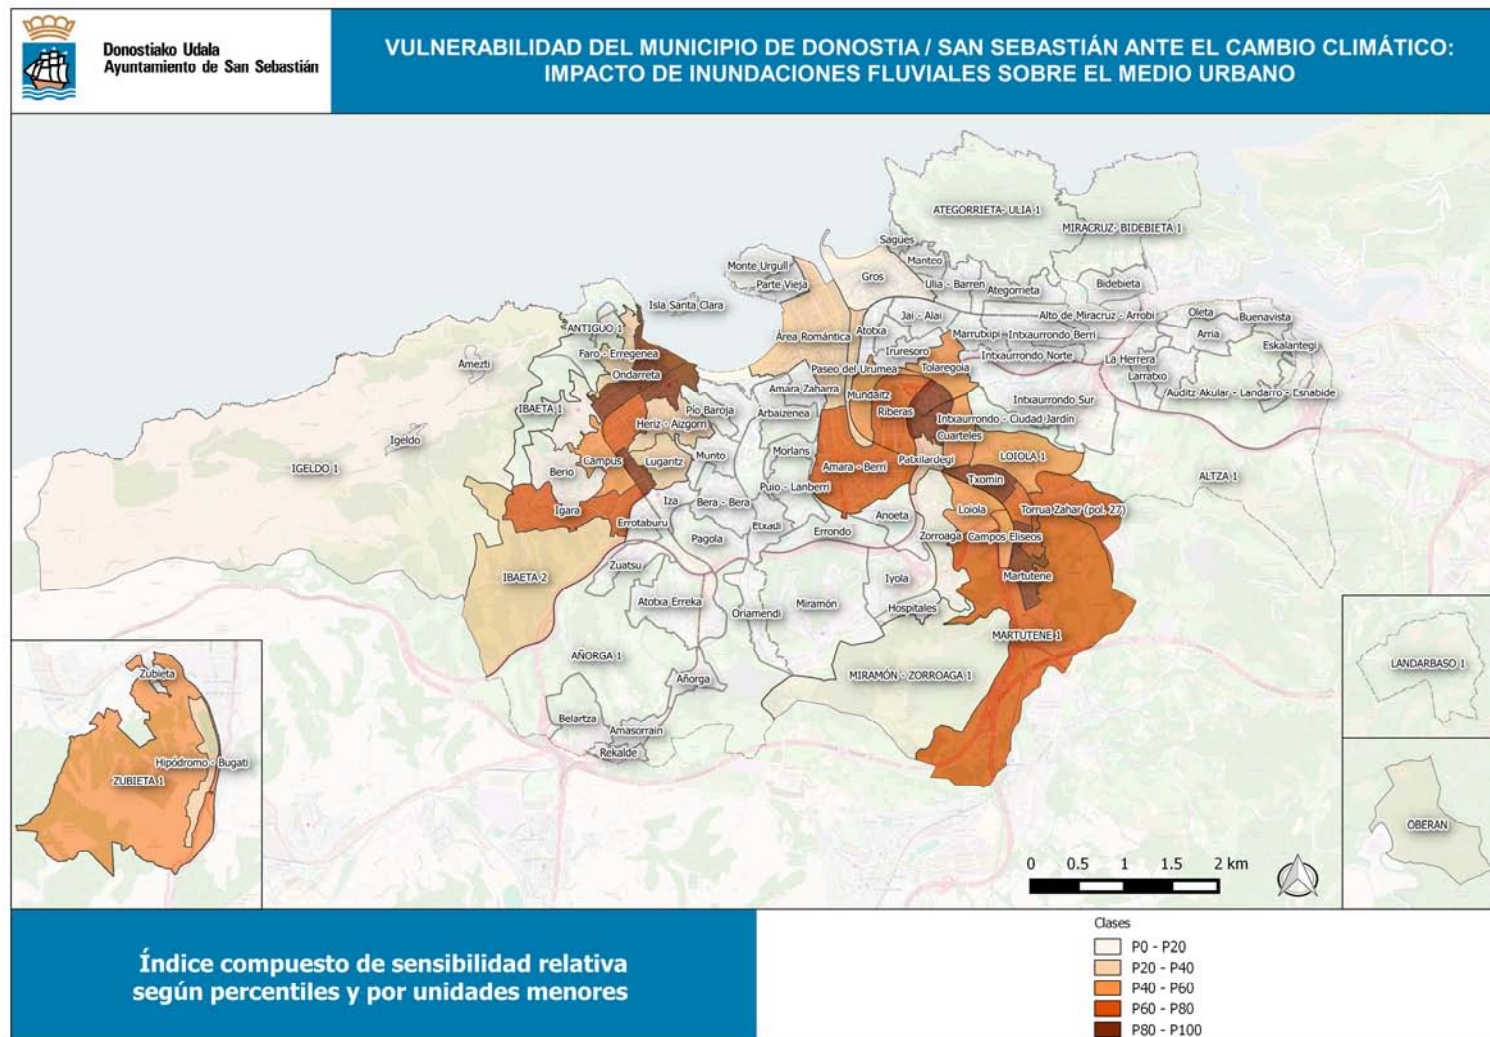 Donostiako Udala
Ayuntamiento de San Sebastián
VULNERABILIDAD DEL MUNICIPIO DE DONOSTIA / SAN SEBASTIÁN ANTE EL CAMBIO CLIMÁTICO:
IMPACTO DE INUNDACIONES FLUVIALES SOBRE EL MEDIO URBANO
ATEGORRIETA- ULIA 1
MIRACRUZ- BIDEBIETA 1
Sagües
Manteo
Monte Urgull
Parte Vieja
Gros
Ulia - Barren
Ategorrieta
Bidebieta
Isla Santa Clara
ANTIGUO 1
Área Romántica
Atotxa
Jai - Alai
Alto de Miracruz - Arrobi
Oleta
Buenavista
Marrutxipi
Intxaurrondo Berri
Arria
Eskalantegi
Faro - Erregenea
Iruresoro
Intxaurrondo Norte
La Herrera
Amezti
Ondarreta
Paseo del Urumea
Tolaregoia
Larratxo
Amara Zaharra
Mundaitz
Auditz Akular - Landarro - Esnabide
IBAETA 1
Pío Baroja
Arbaizenea
Riberas
Intxaurrondo Sur
Heriz - Aizgorri
Intxaurrondo - Ciudad Jardín
Igeldo
Cuarteles
IGELDO 1
Berio
Campus
Lugaritz
Munto
Morlans
Amara - Berri
Patxilardegi
LOIOLA 1
ALTZA 1
Txomin
Puio - Lanberri
Iza
Bera - Bera
Igara
Errotaburu
Etxadi
Errondo
Anoeta
Loiola
Torrua Zahar (pol. 27)
Pagola
Zorroaga
Campos Elíseos
Zuatsu
IBAETA 2
Iyola
Martutene
Atotxa Erreka
Oriamendi
Miramón
Hospitales
MARTUTENE 1
AÑORGA 1
Añorga
MIRAMÓN - ZORROAGA 1
Belartza
Amasorrain
Rekalde
Zubieta
Hipódromo - Bugati
ZUBIETA 1
LANDARBASO 1
OBERAN
0 0.5 1 1.5 2 km
Índice compuesto de sensibilidad relativa
según percentiles y por unidades menores
Clases
P0 - P20
P20 - P40
P40 - P60
P60 - P80
P80 - P100